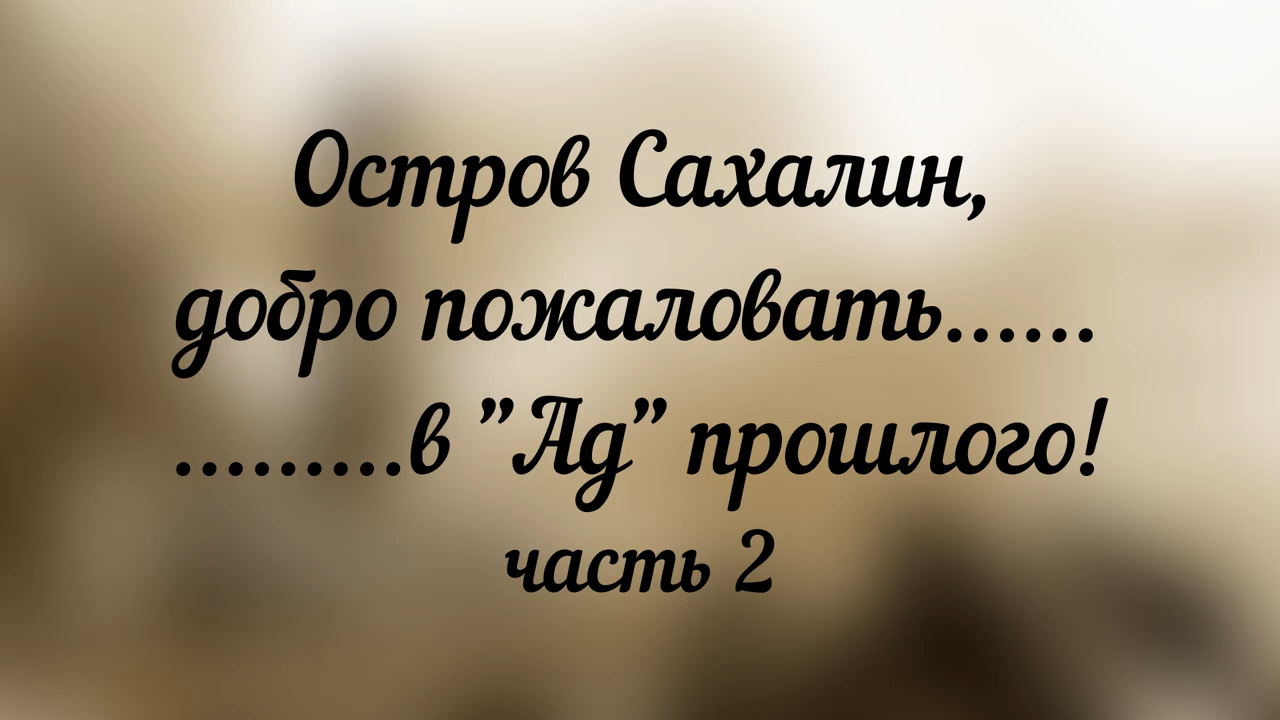 Остров Сахалин,
добро пожаловать......
.........в "Ад" прошлого!
часть 2